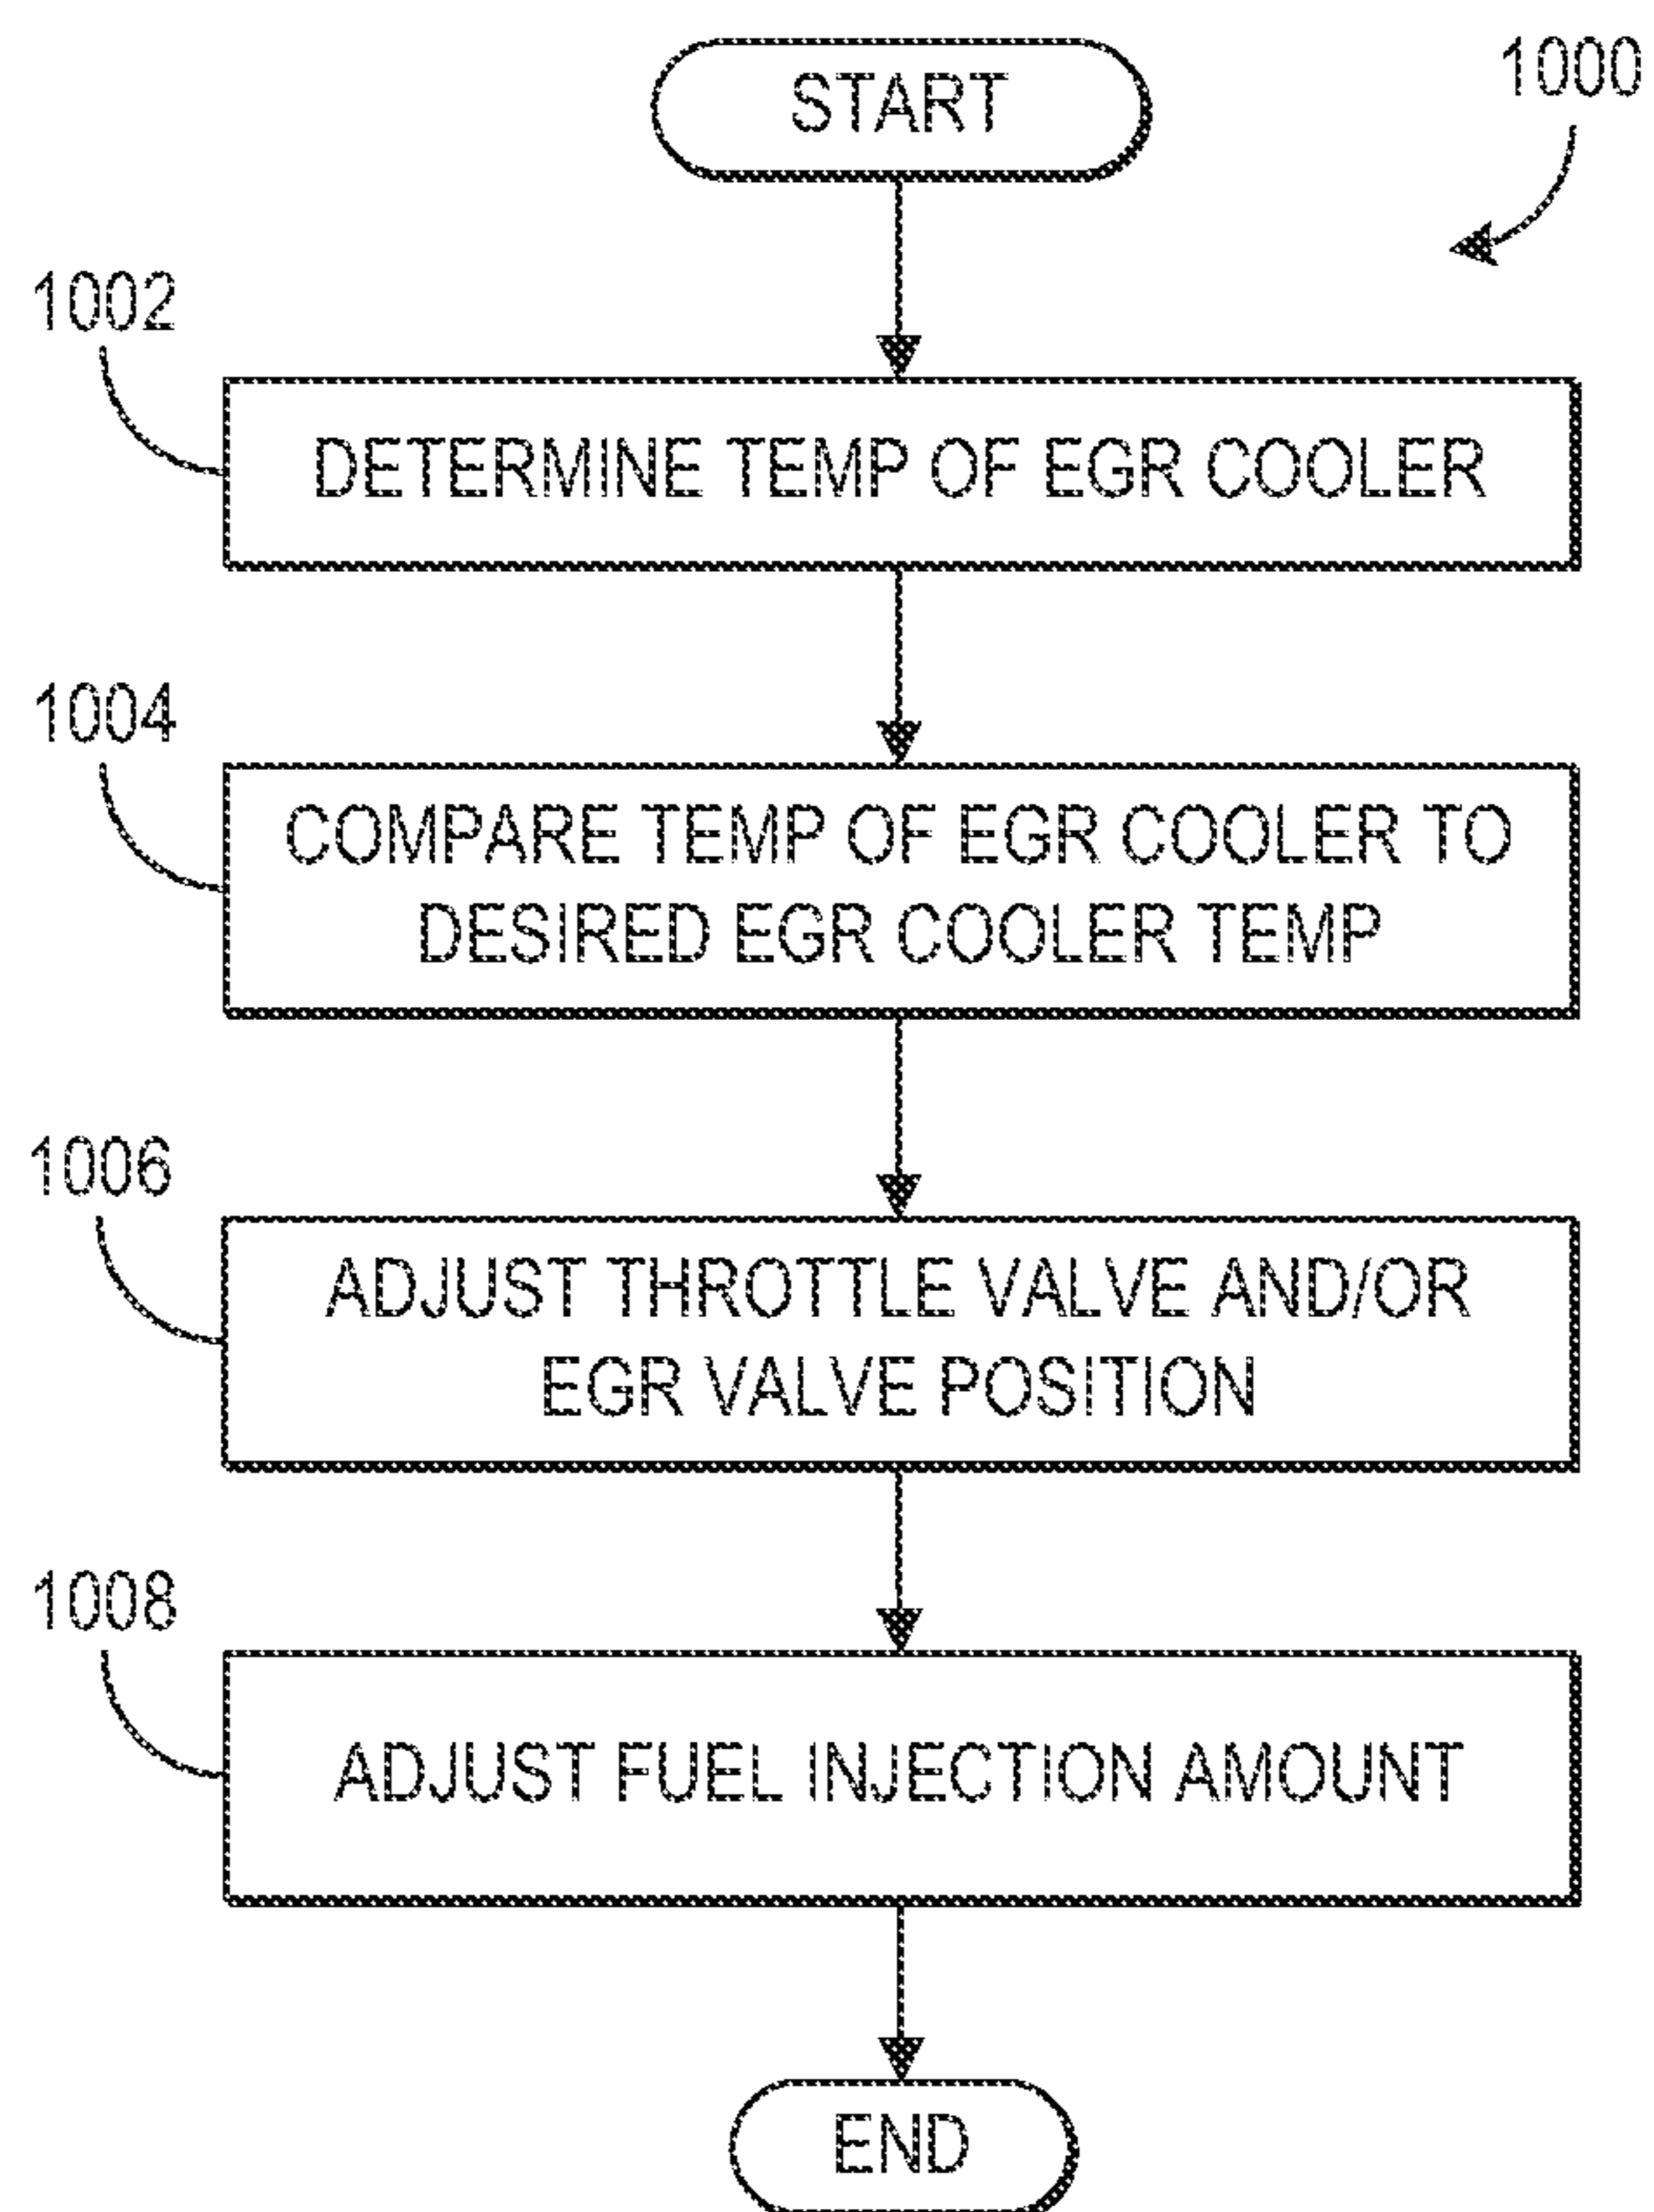 START
1000
1002
DETERMINE TEMP OF EGR COOLER
1004
COMPARE TEMP OF EGR COOLER TO
DESIRED EGR COOLER TEMP
1006
ADJUST THROTTLE VALVE AND/OR
EGR VALVE POSITION
1008
ADJUST FUEL INJECTION AMOUNT
END